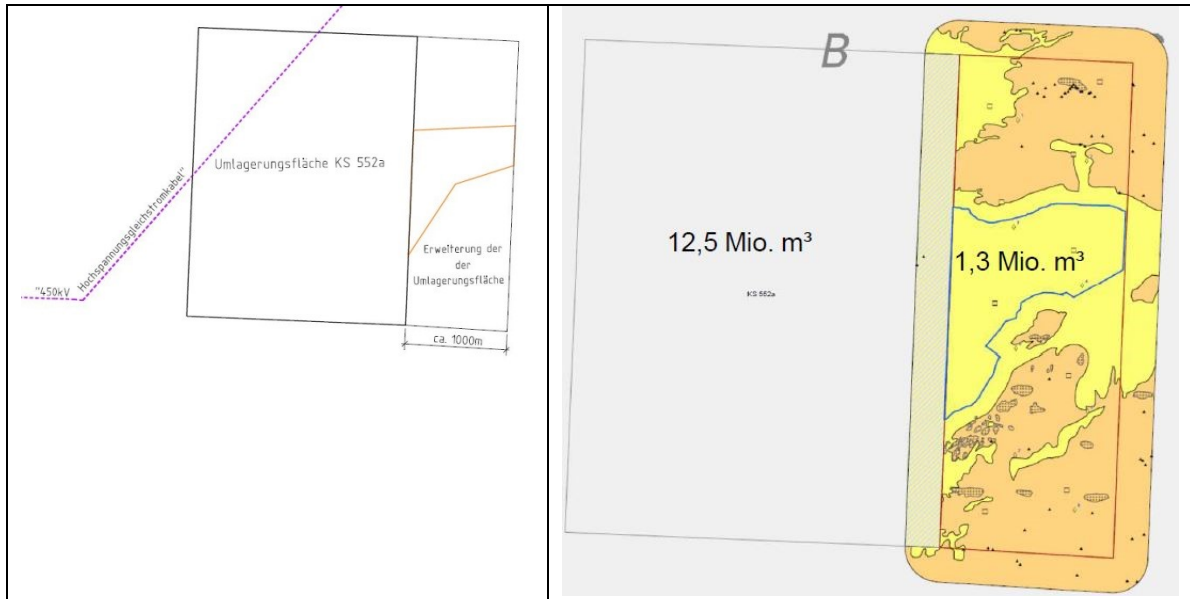 Umlagerungsfläche KS 552a
"450kV
Hochspannungsgleichstromkabel"
Erweiterung der
der
Umlagerungsfläche
ca. 1000m
B
12,5 Mio. m³
KS 552a
1,3 Mio. m³